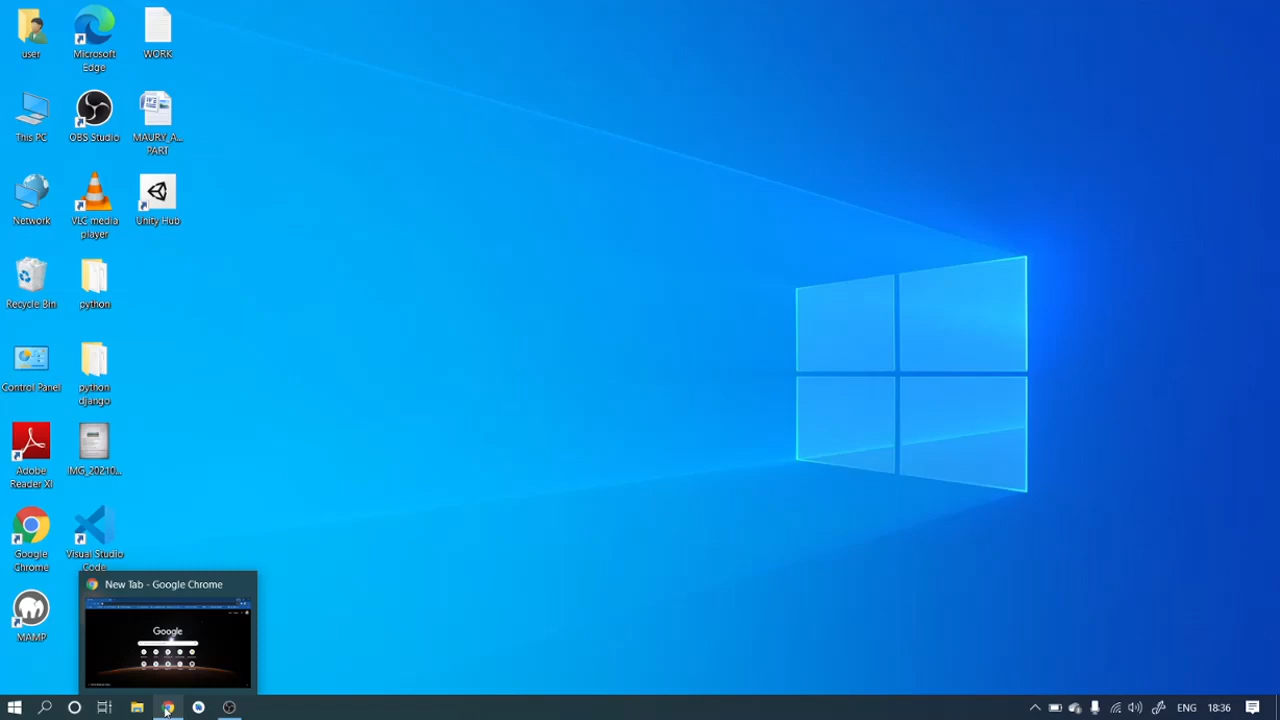 user
Microsoft
Edge
WORK
This PC
OBS Studio
MAURY_A...
PART
Network
VLC media
player
Unity Hub
Recycle Bin
python
Control Panel
python
django
Adobe
Reader XI
IMG_20210...
Google
Chrome
Visual Studio
Code
MAMP
New Tab - Google Chrome
Google
ENG
18:36